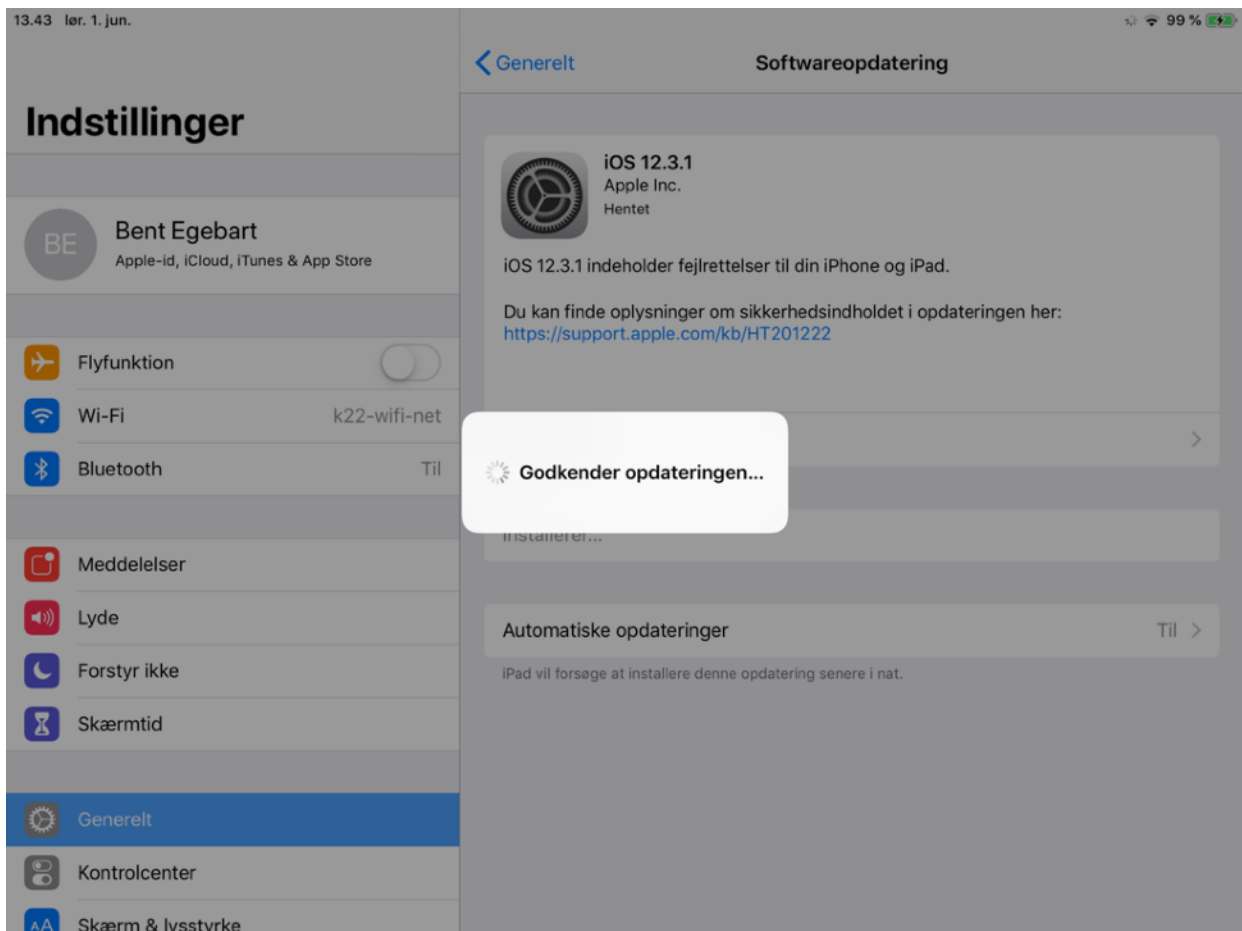 13.43 lør. 1. jun.
99 %
Indstillinger
BE
Bent Egebart
Apple-id, iCloud, iTunes & App Store
Flyfunktion
Wi-Fi
k22-wifi-net
Bluetooth
Til
Meddelelser
Lyde
Forstyr ikke
Skærmtid
Generelt
Kontrolcenter
AA
Skærm & lysstyrke
Generelt
Softwareopdatering
iOS 12.3.1
Apple Inc.
Hentet
iOS 12.3.1 indeholder fejlrettelser til din iPhone og iPad.
Du kan finde oplysninger om sikkerhedsindholdet i opdateringen her:
https://support.apple.com/kb/HT201222
Godkender opdateringen...
Installerer...
Automatiske opdateringer
Til
iPad vil forsøge at installere denne opdatering senere i nat.